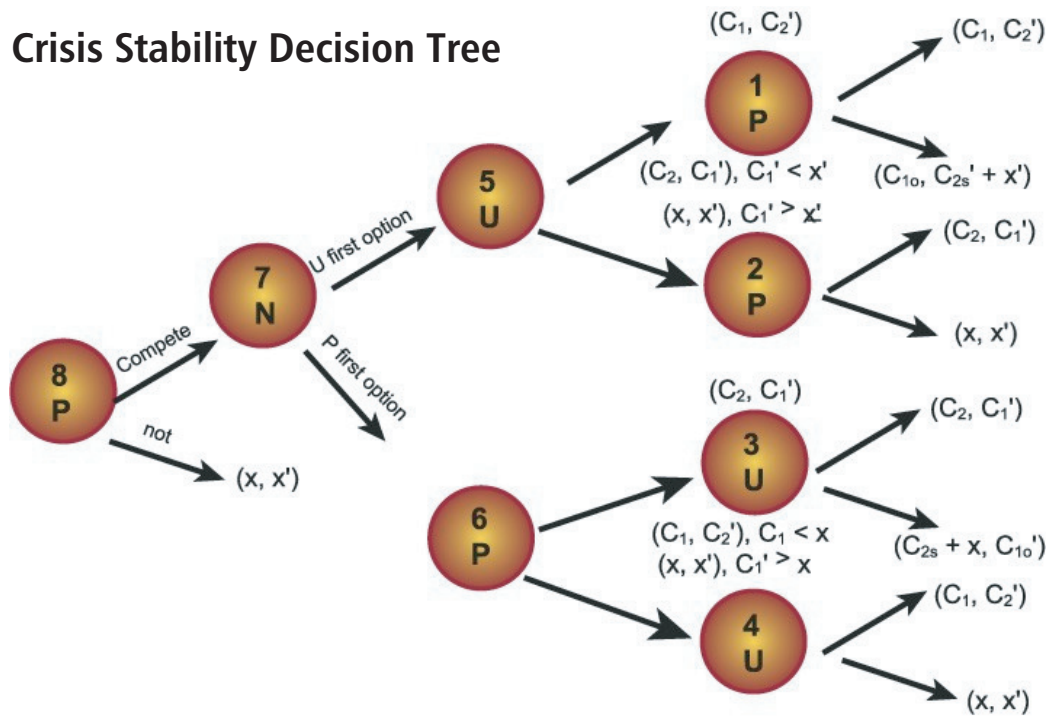 Crisis Stability Decision Tree
(C₁, C₂')
(C₁, C₂')
1
P
(C₁ₒ, C₂ₛ' + x')
5
U
(C₂, C₁'), C₁' < x'
(x, x'), C₁' > x'
2
P
(C₂, C₁')
(x, x')
7
N
U first option
P first option
8
P
Compete
not
(x, x')
(C₂, C₁')
3
U
(C₂, C₁')
(C₂ₛ + x, C₁ₒ')
6
P
(C₁, C₂'), C₁ < x
(x, x'), C₁' > x
4
U
(C₁, C₂')
(x, x')